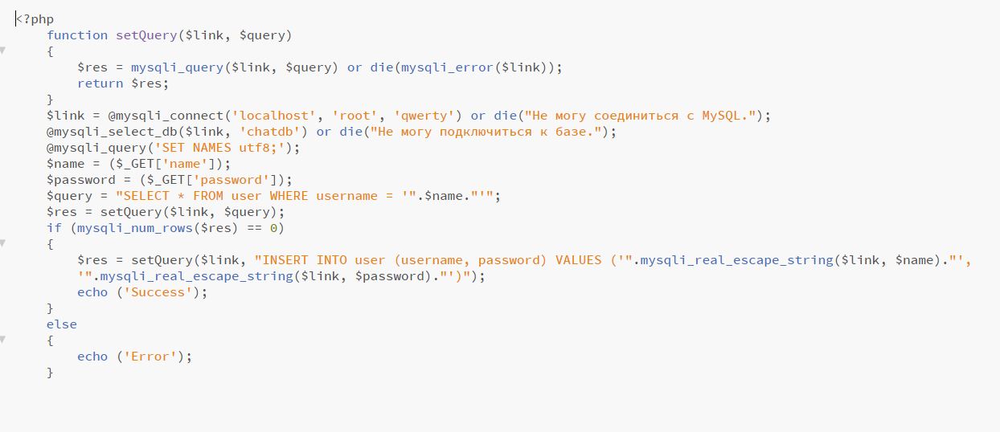 <?php
function setQuery($link, $query)
{
$res = mysqli_query($link, $query) or die(mysqli_error($link));
return $res;
}
$link = @mysqli_connect('localhost', 'root', 'qwerty') or die("Не могу соединиться с MySQL.");
@mysqli_select_db($link, 'chatdb') or die("Не могу подключиться к базе.");
@mysqli_query('SET NAMES utf8;');
$name = ($_GET['name']);
$password = ($_GET['password']);
$query = "SELECT * FROM user WHERE username = '".$name."'";
$res = setQuery($link, $query);
if (mysqli_num_rows($res) == 0)
{
$res = setQuery($link, "INSERT INTO user (username, password) VALUES ('".mysqli_real_escape_string($link, $name)."',
'".mysqli_real_escape_string($link, $password)."')");
echo ('Success');
}
else
{
echo ('Error');
}